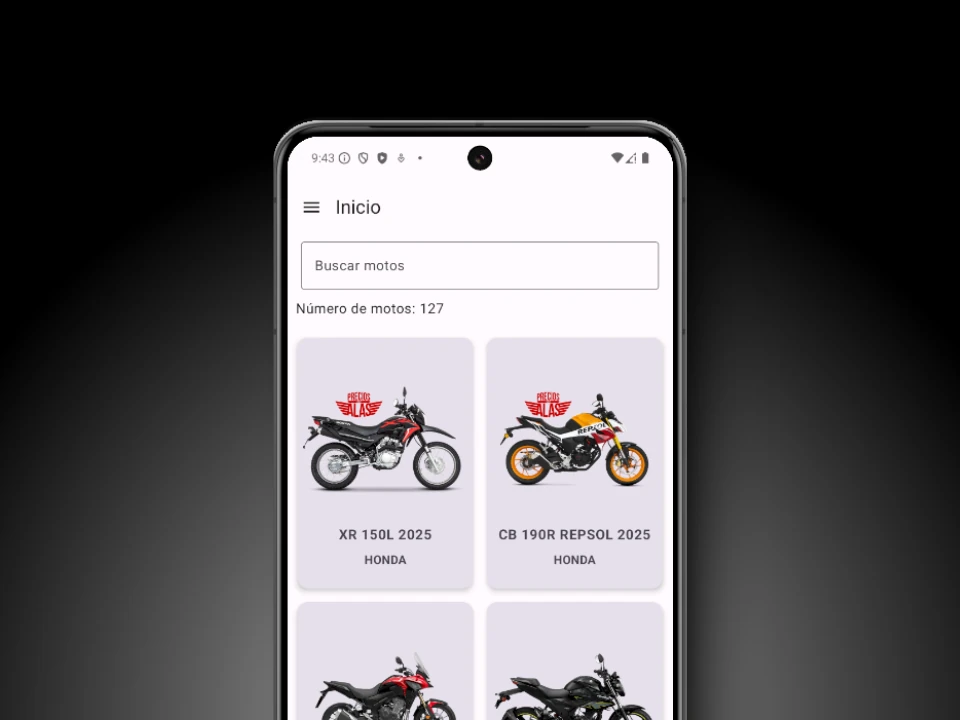 9:43
Inicio
Buscar motos
Número de motos: 127
PRECIOS
ALAS
PRECIOS
ALAS
REPSOL
XR 150L 2025
CB 190R REPSOL 2025
HONDA
HONDA